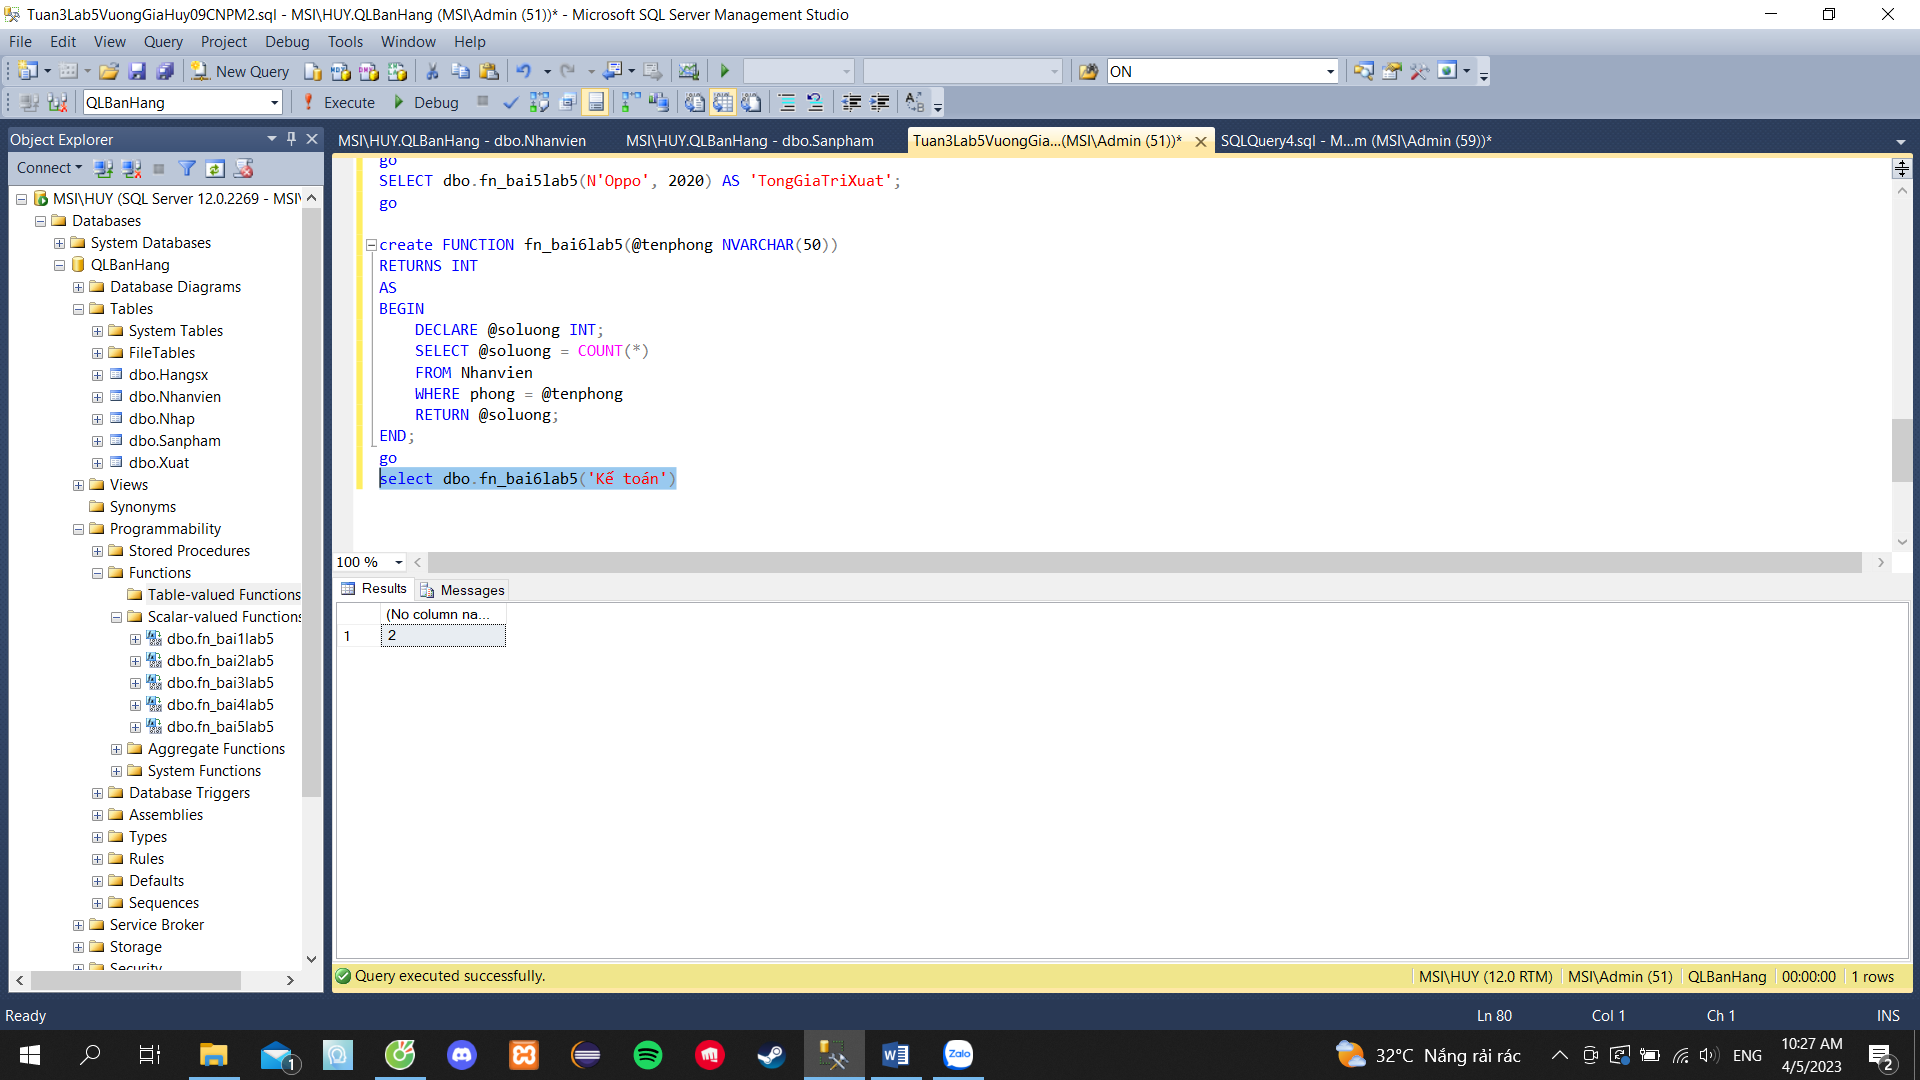 Tuan3Lab5VuongGiaHuy09CNPM2.sql - MSI\HUY.QLBanHang (MSI\Admin (51))* - Microsoft SQL Server Management Studio
File Edit View Query Project Debug Tools Window Help
New Query ON
QLBanHang Execute Debug
Object Explorer
Connect
MSI\HUY (SQL Server 12.0.2269 - MSI\
Databases
System Databases
QLBanHang
Database Diagrams
Tables
System Tables
FileTables
dbo.Hangsx
dbo.Nhanvien
dbo.Nhap
dbo.Sanpham
dbo.Xuat
Views
Synonyms
Programmability
Stored Procedures
Functions
Table-valued Functions
Scalar-valued Functions
dbo.fn_bai1lab5
dbo.fn_bai2lab5
dbo.fn_bai3lab5
dbo.fn_bai4lab5
dbo.fn_bai5lab5
Aggregate Functions
System Functions
Database Triggers
Assemblies
Types
Rules
Defaults
Sequences
Service Broker
Storage
Security
MSI\HUY.QLBanHang - dbo.Nhanvien MSI\HUY.QLBanHang - dbo.Sanpham Tuan3Lab5VuongGia...(MSI\Admin (51))* SQLQuery4.sql - M...m (MSI\Admin (59))*
go
SELECT dbo.fn_bai5lab5(N'Oppo', 2020) AS 'TongGiaTriXuat';
go
create FUNCTION fn_bai6lab5(@tenphong NVARCHAR(50))
RETURNS INT
AS
BEGIN
DECLARE @soluong INT;
SELECT @soluong = COUNT(*)
FROM Nhanvien
WHERE phong = @tenphong
RETURN @soluong;
END;
go
select dbo.fn_bai6lab5('Kế toán')
100 %
Results Messages
(No column na...
1 2
Query executed successfully. MSI\HUY (12.0 RTM) MSI\Admin (51) QLBanHang 00:00:00 1 rows
Ready Ln 80 Col 1 Ch 1 INS
1 Zalo 32°C Nắng rải rác ENG 10:27 AM
4/5/2023 2